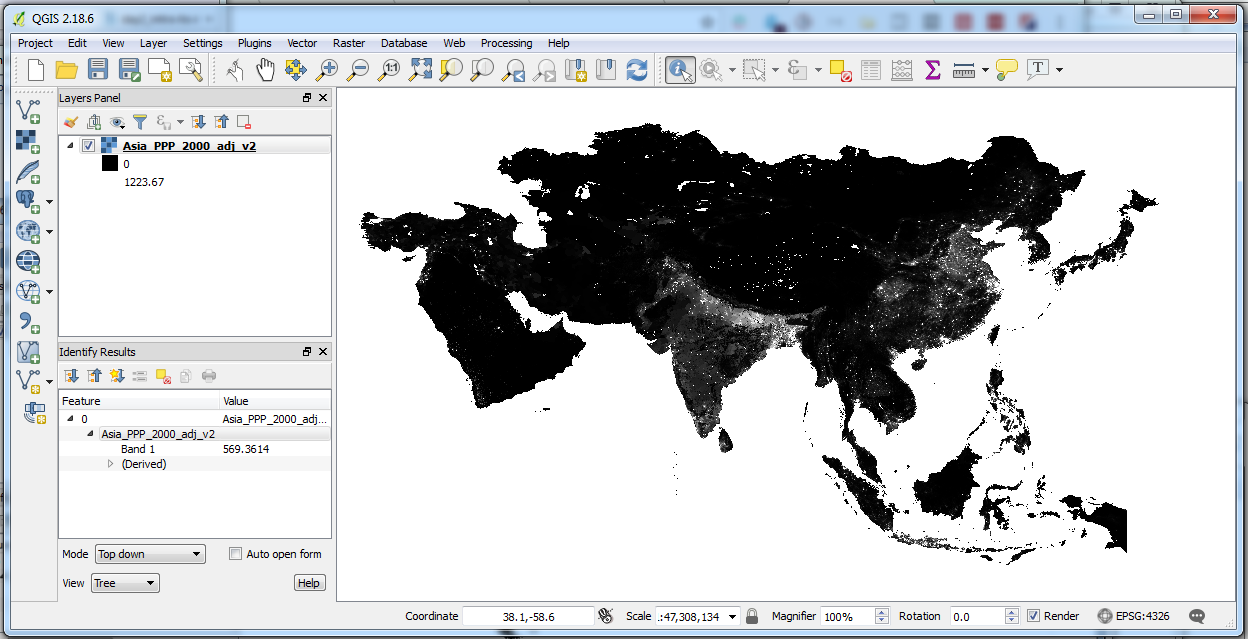 QGIS 2.18.6
Project Edit View Layer Settings Plugins Vector Raster Database Web Processing Help
1:1
T
Layers Panel
Asia_PPP_2000_adj_v2
0
1223.67
Identify Results
Feature Value
0 Asia_PPP_2000_adj...
Asia_PPP_2000_adj_v2
Band 1 569.3614
(Derived)
Mode Top down Auto open form
View Tree Help
Coordinate 38.1,-58.6 Scale .:47,308,134 Magnifier 100% Rotation 0.0 Render EPSG:4326